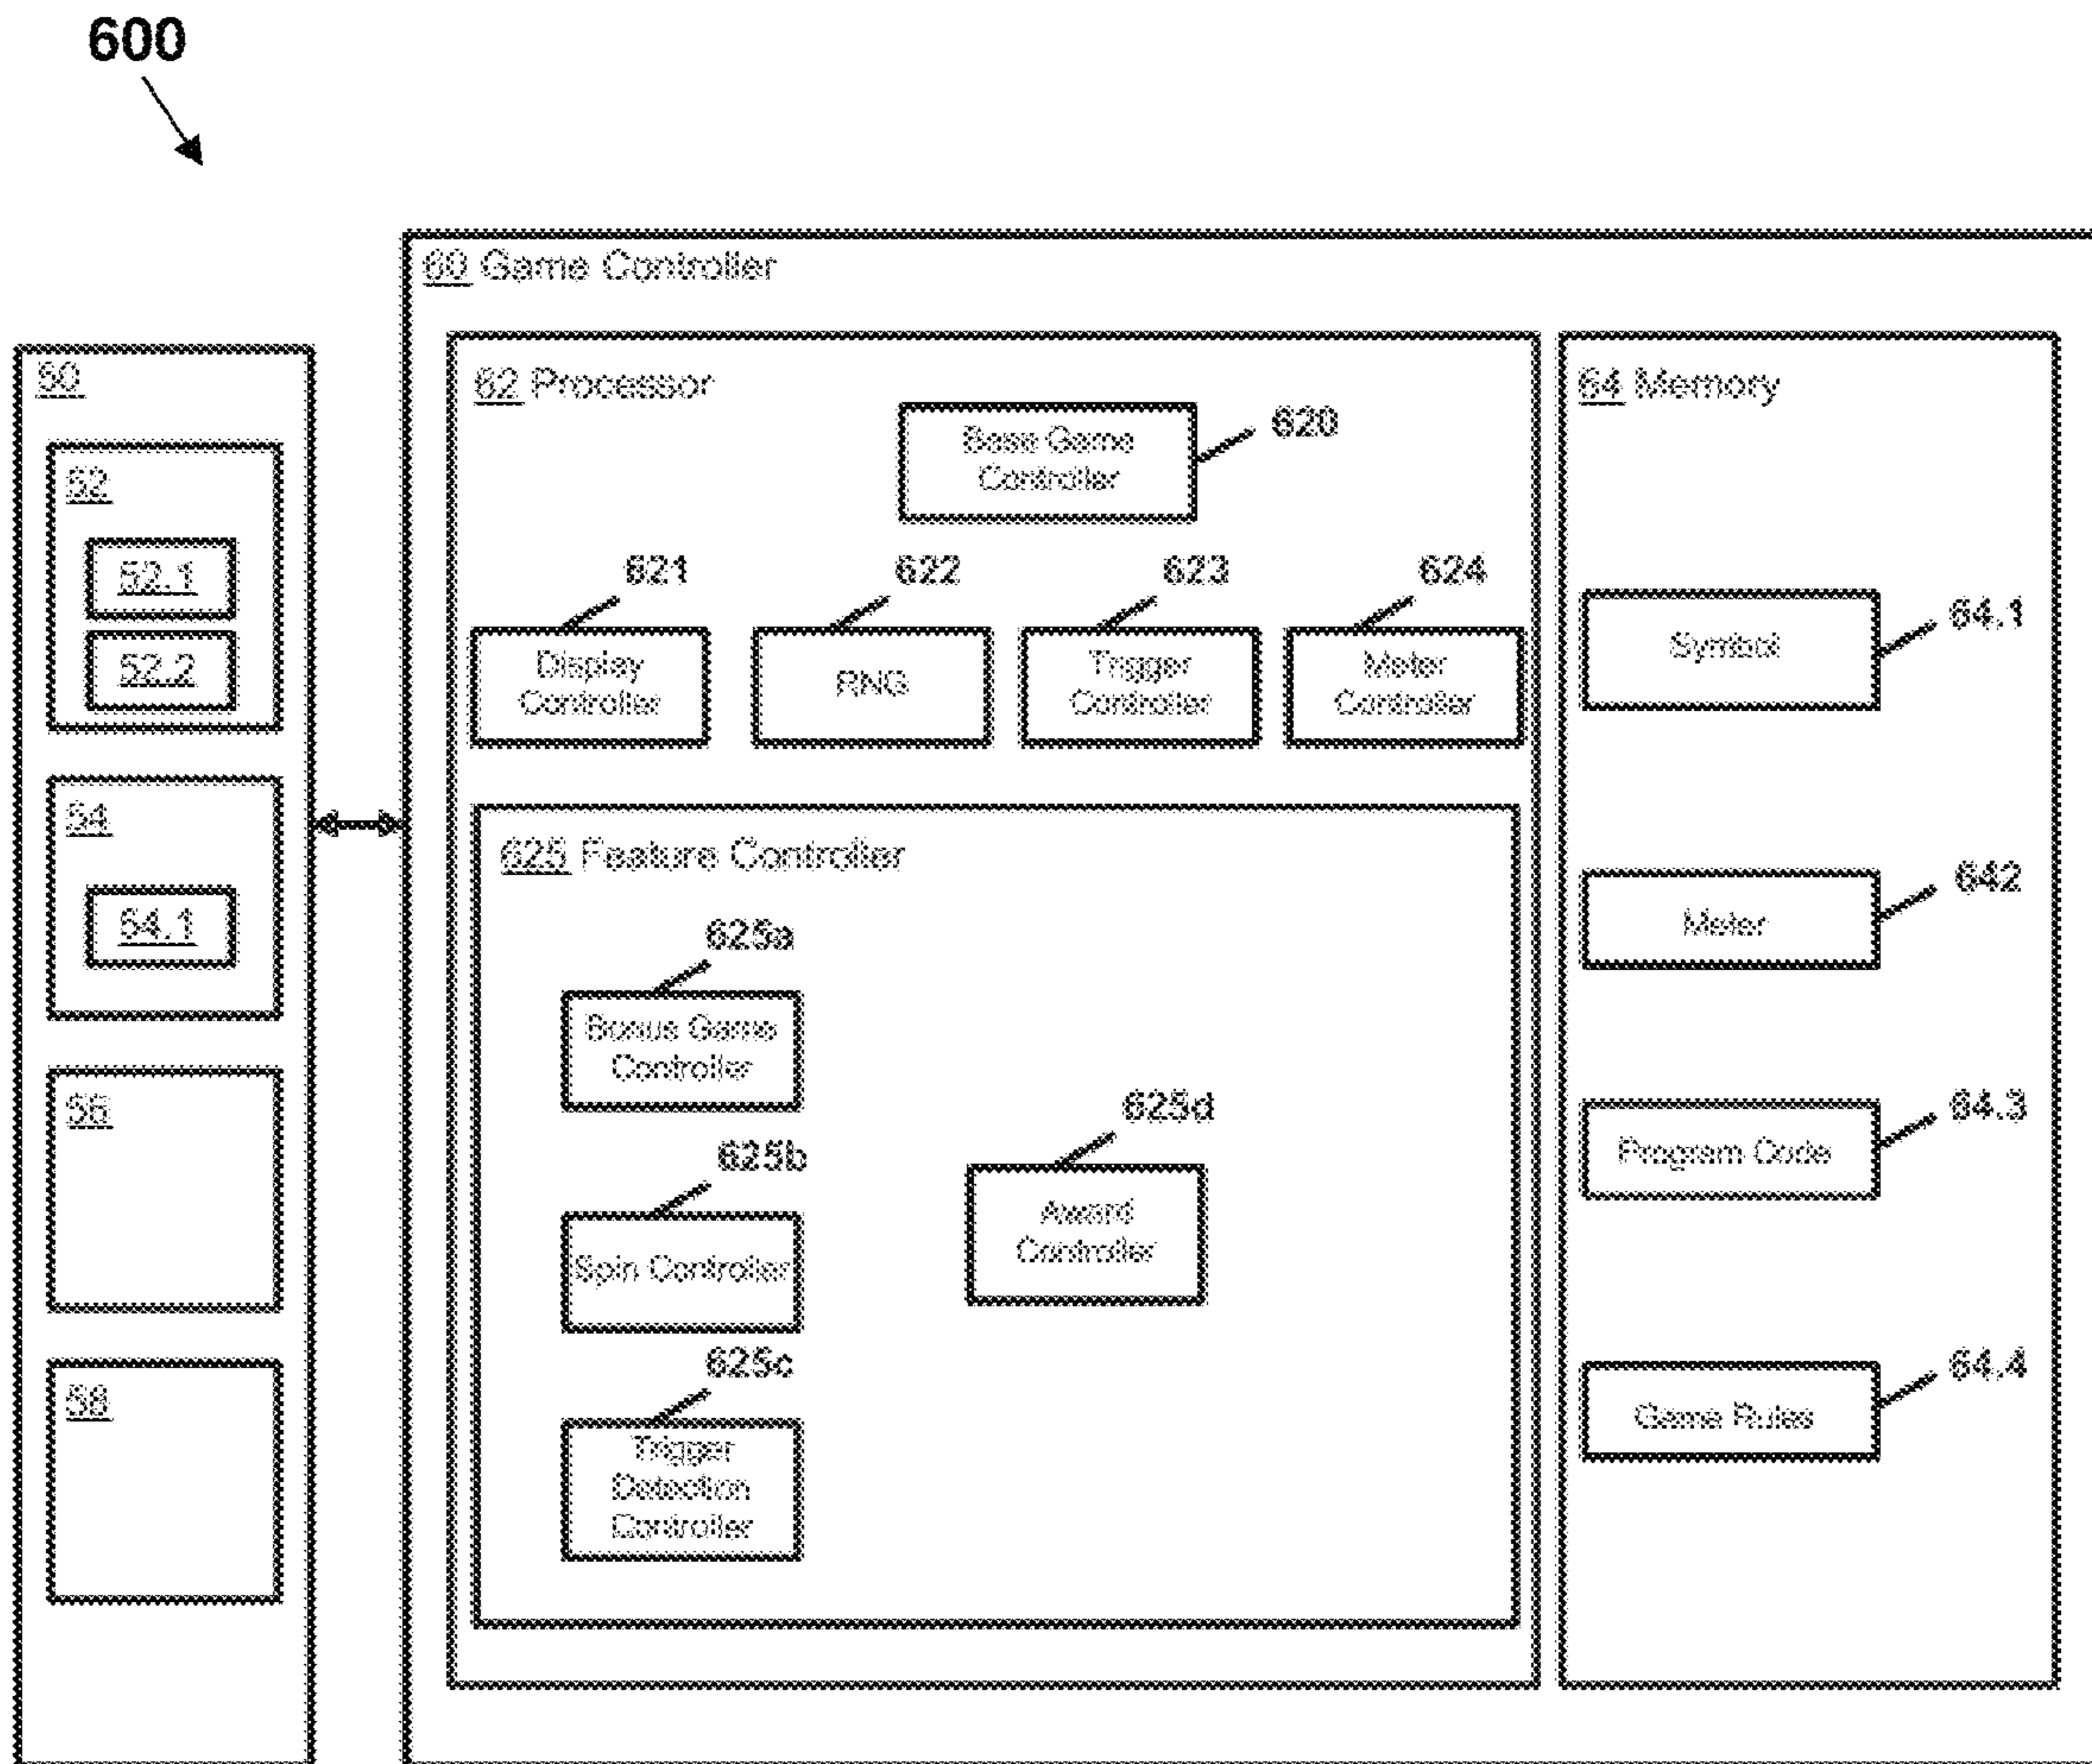 600
60 Game Controller
50
52
52.1
52.2
54
54.1
56
58
62 Processor
Base Game
Controller
620
621
622
623
624
Display
Controller
RNG
Trigger
Controller
Meter
Controller
625 Feature Controller
625a
Bonus Game
Controller
625b
Spin Controller
625c
Trigger
Detection
Controller
625d
Award
Controller
64 Memory
Symbol
64.1
Meter
642
Program Code
64.3
Game Rules
64.4